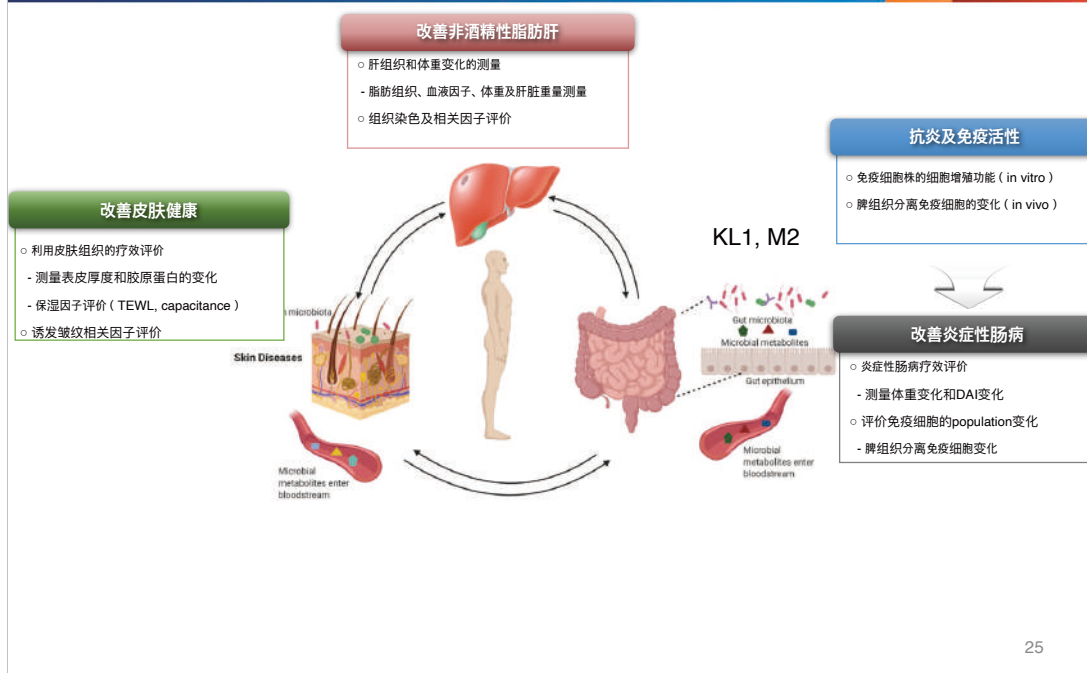 改善非酒精性脂肪肝
○ 肝组织和体重变化的测量
- 脂肪组织、血液因子、体重及肝脏重量测量
○ 组织染色及相关因子评价
抗炎及免疫活性
○ 免疫细胞株的细胞增殖功能（in vitro）
○ 脾组织分离免疫细胞的变化（in vivo）
改善皮肤健康
○ 利用皮肤组织的疗效评价
- 测量表皮厚度和胶原蛋白的变化
- 保湿因子评价（TEWL, capacitance）
○ 诱发皱纹相关因子评价
microbiota
Skin Diseases
KL1, M2
Gut microbiota
Microbial metabolites
Gut epithelium
改善炎症性肠病
○ 炎症性肠病疗效评价
- 测量体重变化和DAI变化
○ 评价免疫细胞的population变化
- 脾组织分离免疫细胞变化
Microbial
metabolites enter
bloodstream
Microbial
metabolites enter
bloodstream
25